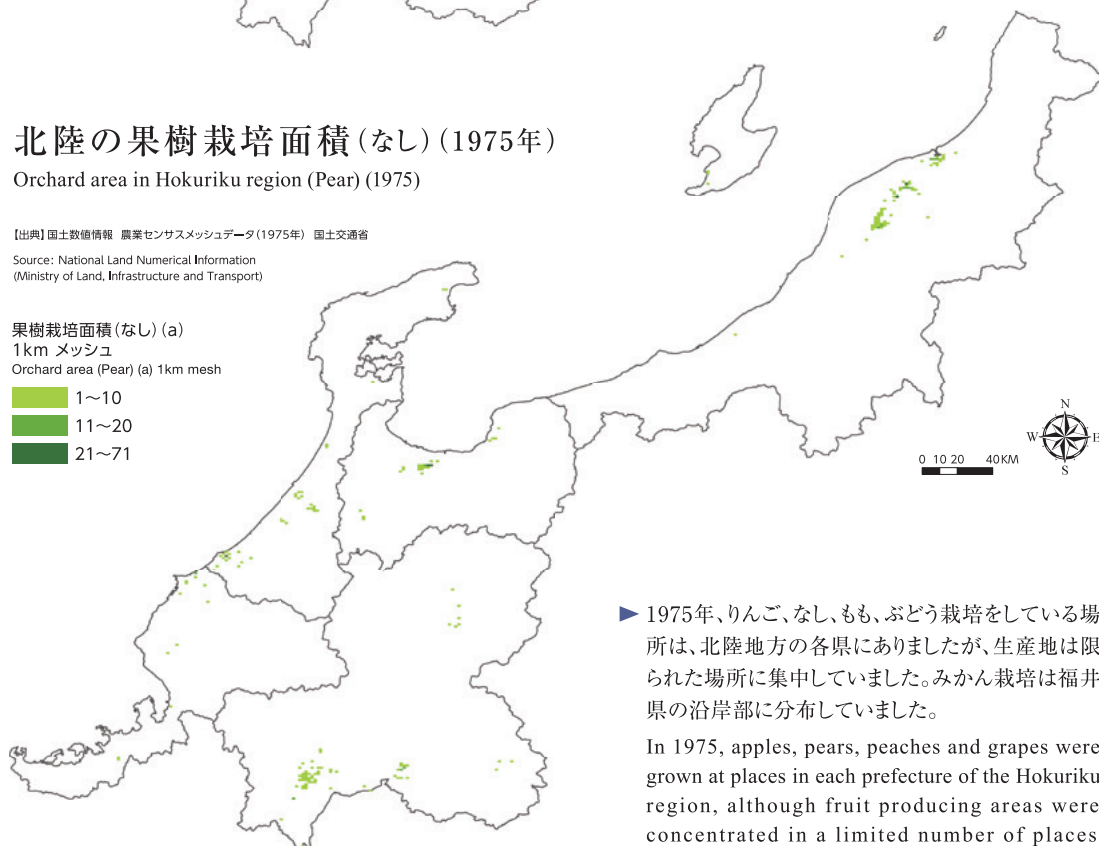 北陸の果樹栽培面積(なし)(1975年)
Orchard area in Hokuriku region (Pear) (1975)
【出典】国土数値情報 農業センサスメッシュデータ(1975年) 国土交通省
Source: National Land Numerical Information
(Ministry of Land, Infrastructure and Transport)
果樹栽培面積(なし)(a)
1km メッシュ
Orchard area (Pear) (a) 1km mesh
1～10
11～20
21～71
N
W E
S
0 10 20 40KM
▶ 1975年、りんご、なし、もも、ぶどう栽培をしている場
所は、北陸地方の各県にありましたが、生産地は限
られた場所に集中していました。みかん栽培は福井
県の沿岸部に分布していました。
In 1975, apples, pears, peaches and grapes were
grown at places in each prefecture of the Hokuriku
region, although fruit producing areas were
concentrated in a limited number of places